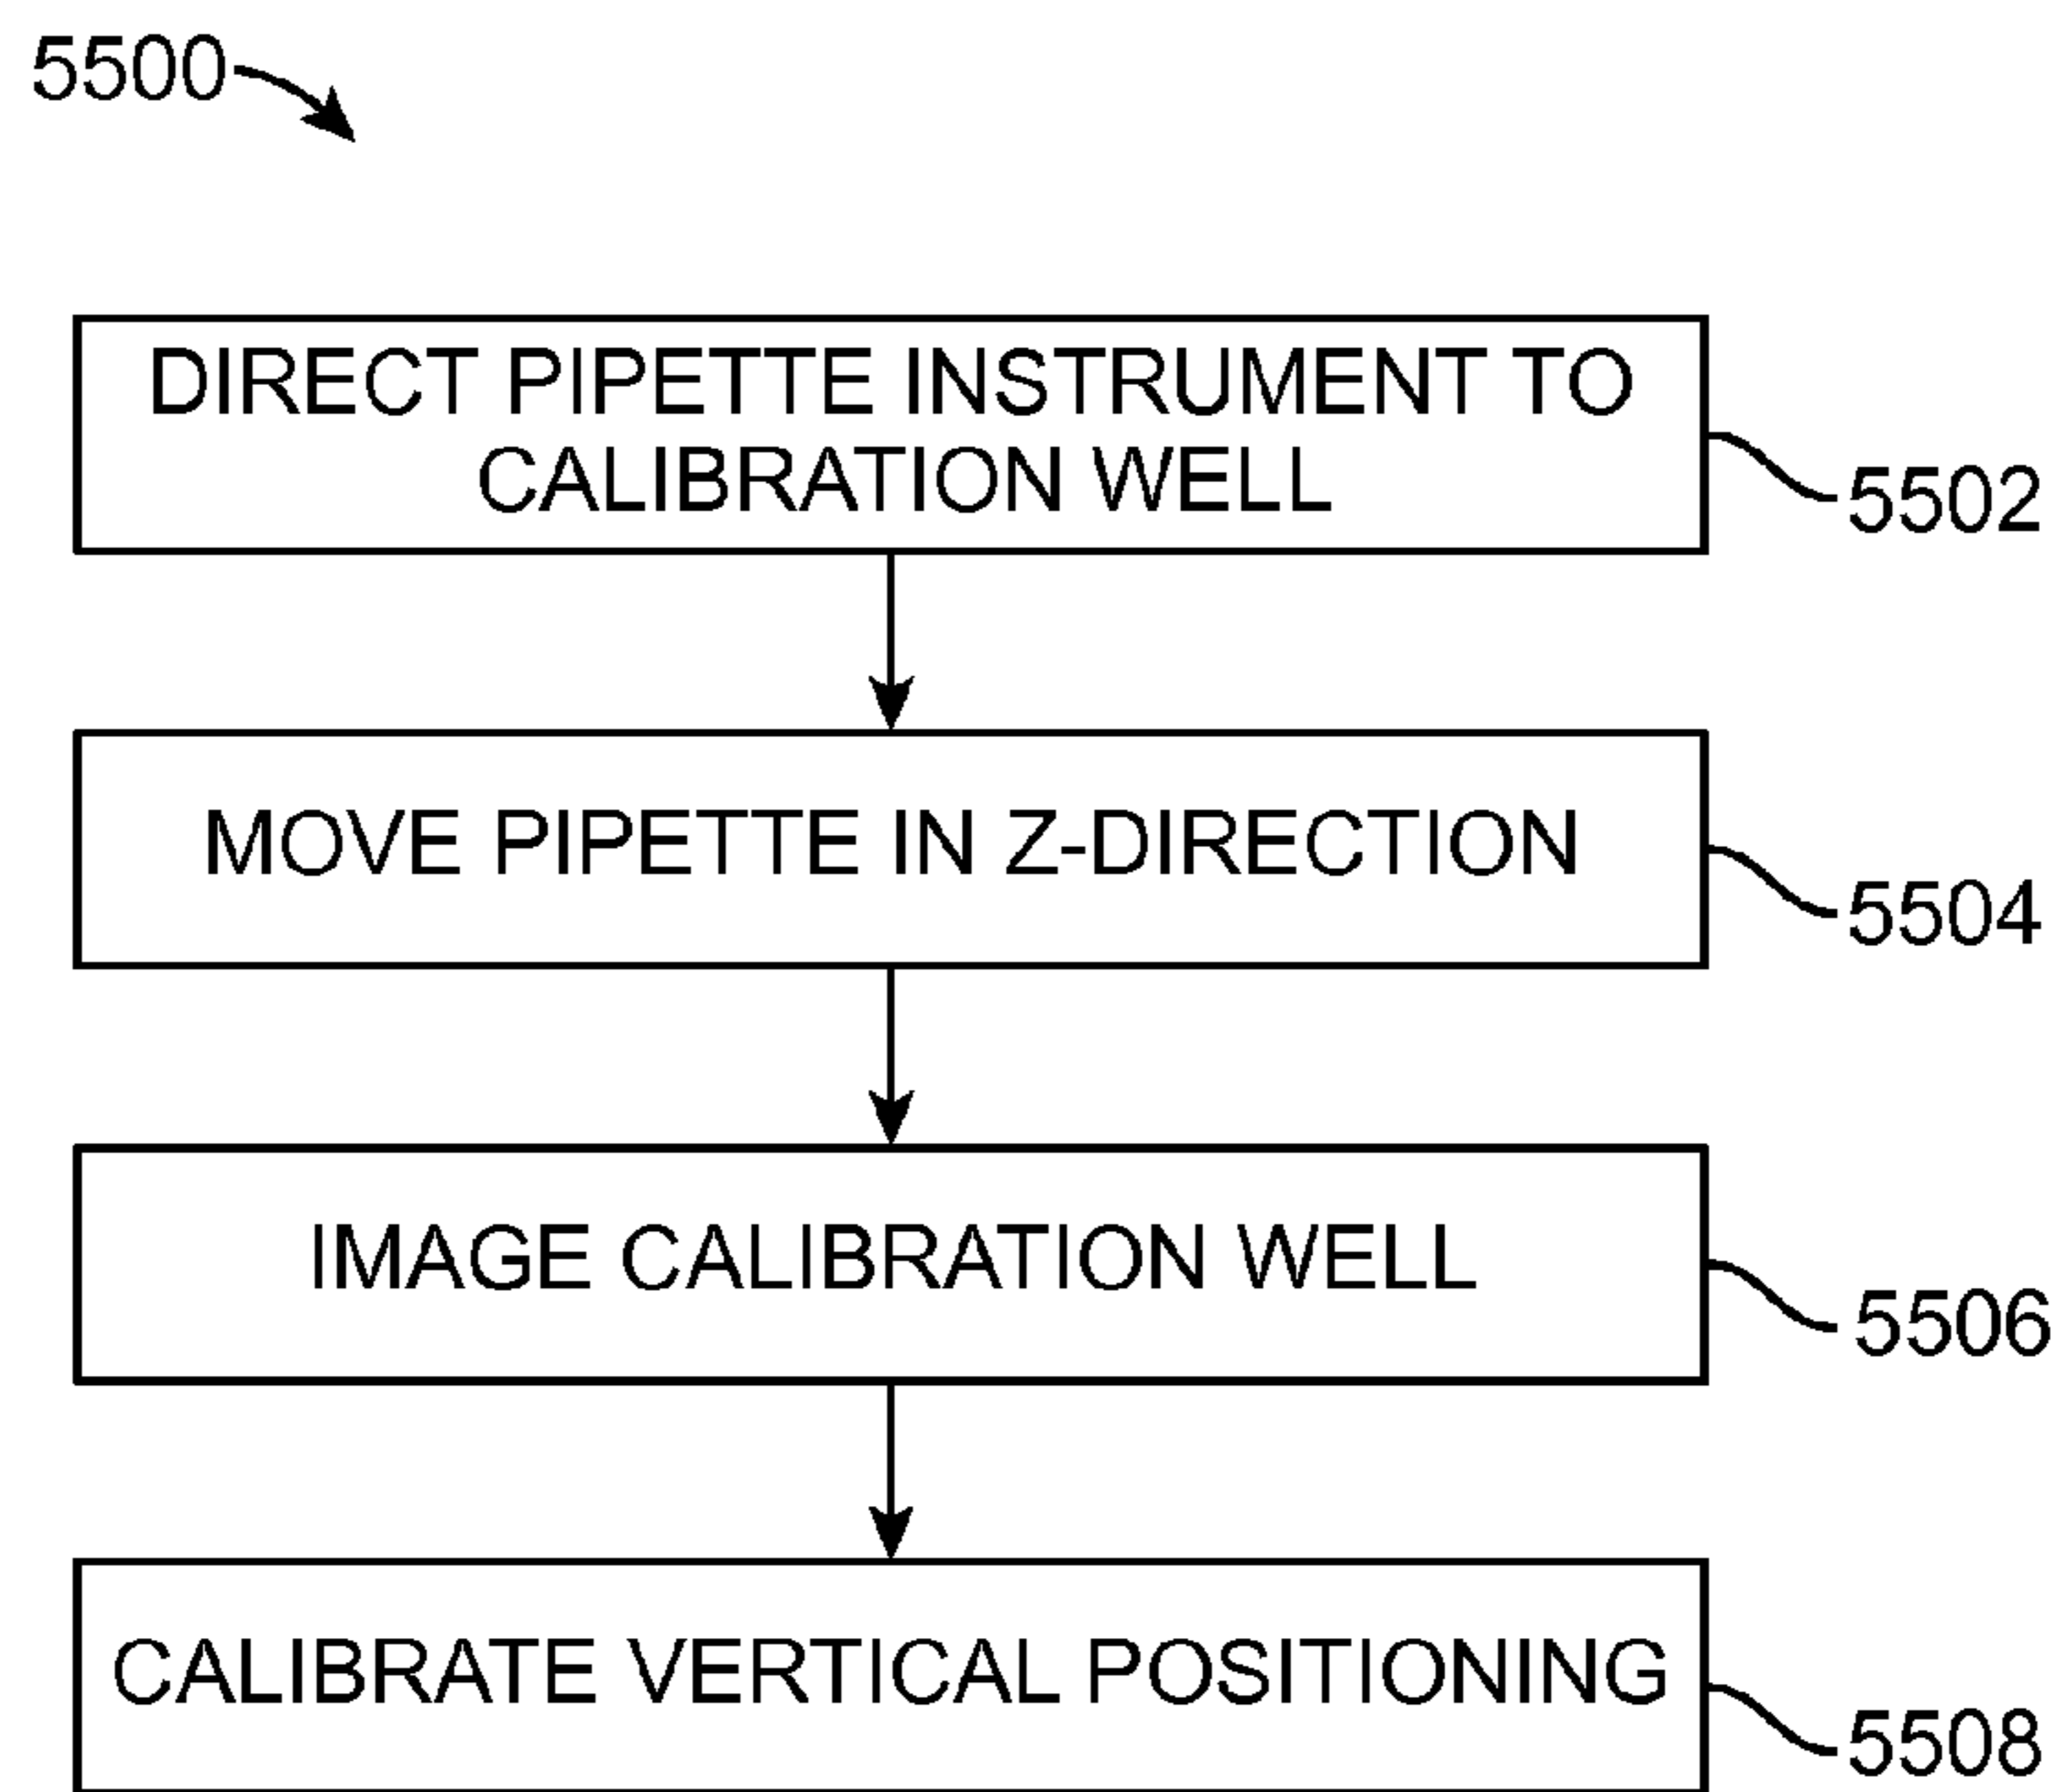 5500
DIRECT PIPETTE INSTRUMENT TO
CALIBRATION WELL
5502
MOVE PIPETTE IN Z-DIRECTION
5504
IMAGE CALIBRATION WELL
5506
CALIBRATE VERTICAL POSITIONING
5508